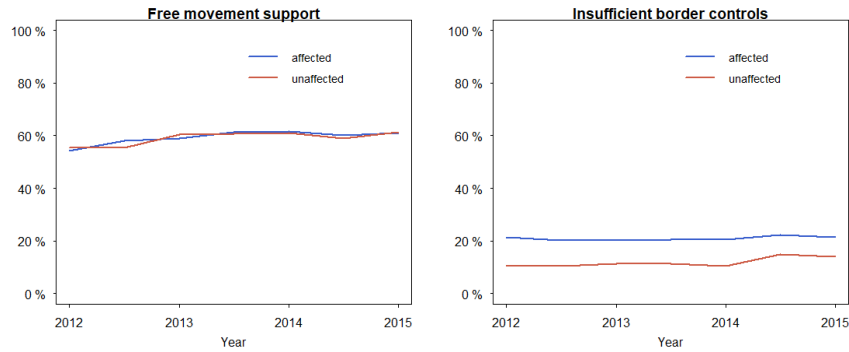 Free movement support
100 %
80 %
60 %
40 %
20 %
0 %
affected
unaffected
2012 2013 2014 2015
Year
Insufficient border controls
100 %
80 %
60 %
40 %
20 %
0 %
affected
unaffected
2012 2013 2014 2015
Year